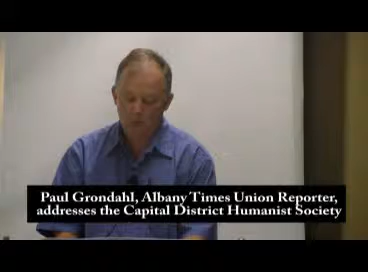 Paul Grondahl, Albany Times Union Reporter,
addresses the Capital District Humanist Society